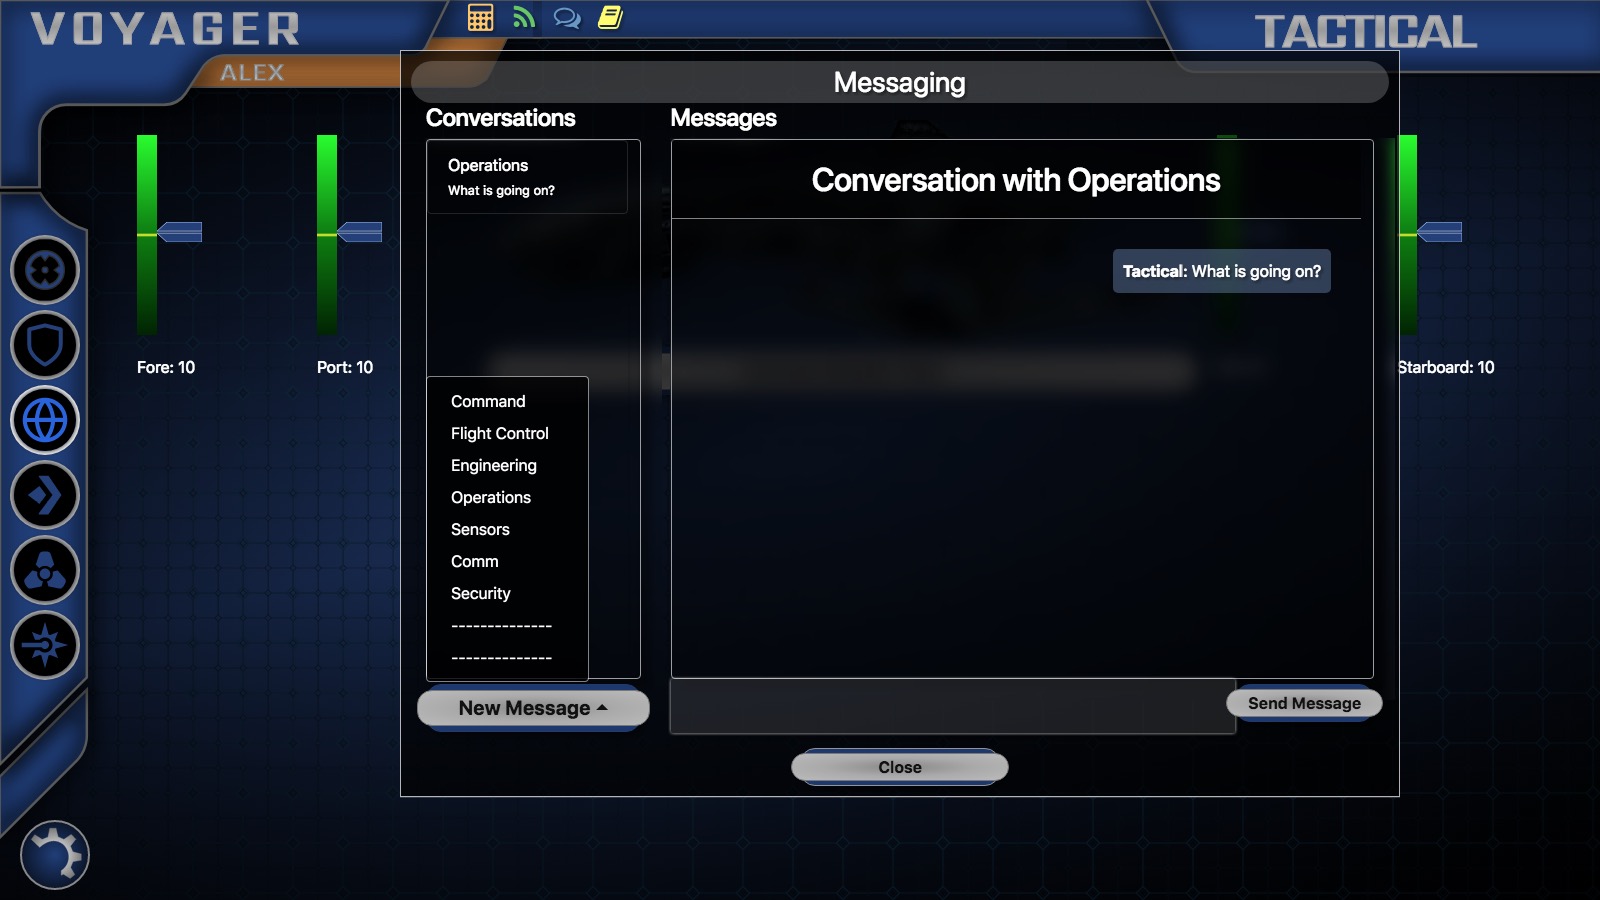 VOYAGER
TACTICAL
ALEX
Messaging
Conversations
Messages
Operations
What is going on?
Conversation with Operations
Tactical: What is going on?
Fore: 10
Port: 10
Starboard: 10
Command
Flight Control
Engineering
Operations
Sensors
Comm
Security
--------------
--------------
New Message
Send Message
Close